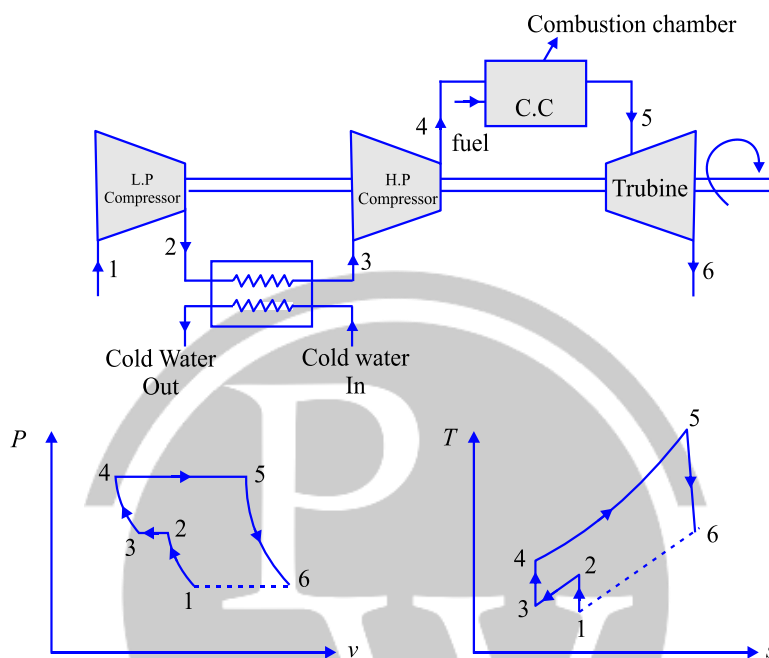 Combustion chamber
C.C
4
fuel
5
L.P
Compressor
H.P
Compressor
Trubine
1
2
3
6
Cold Water
Out
Cold water
In
P
4
5
3
2
1
6
v
T
5
4
2
3
1
6
s
PW